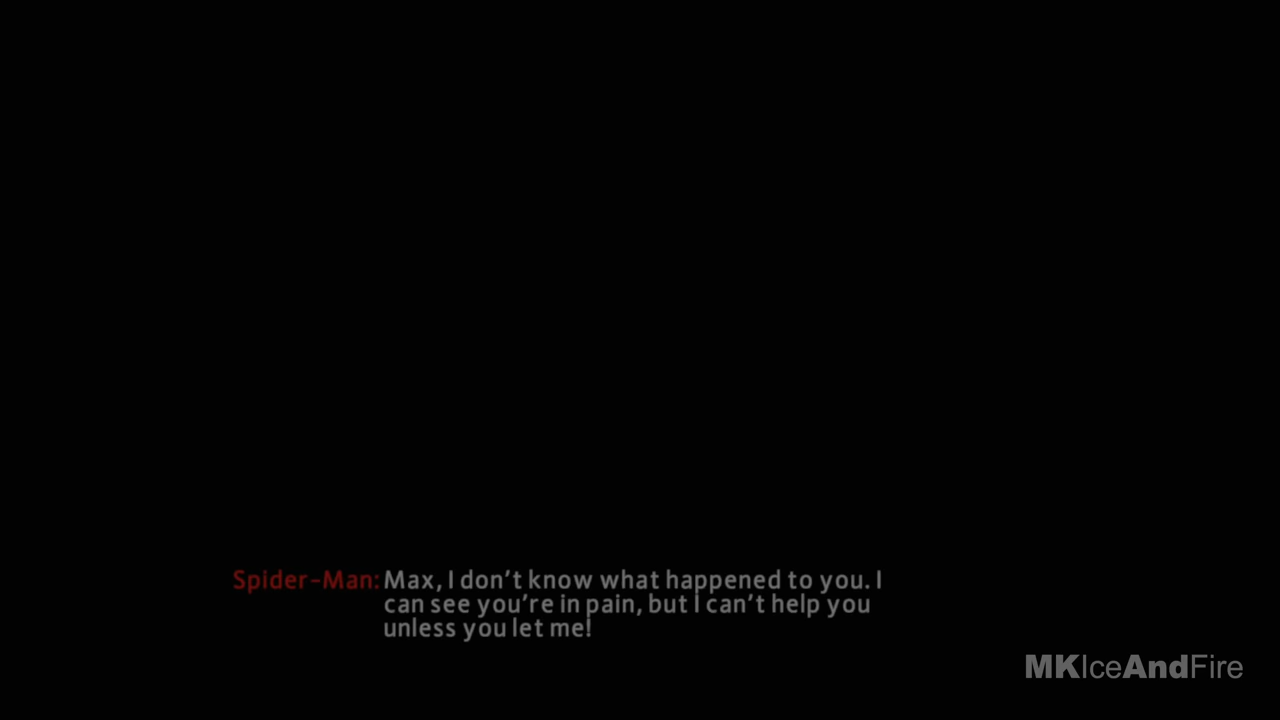 Spider-Man: Max, I don't know what happened to you. I
can see you're in pain, but I can't help you
unless you let me!
MKIceAndFire